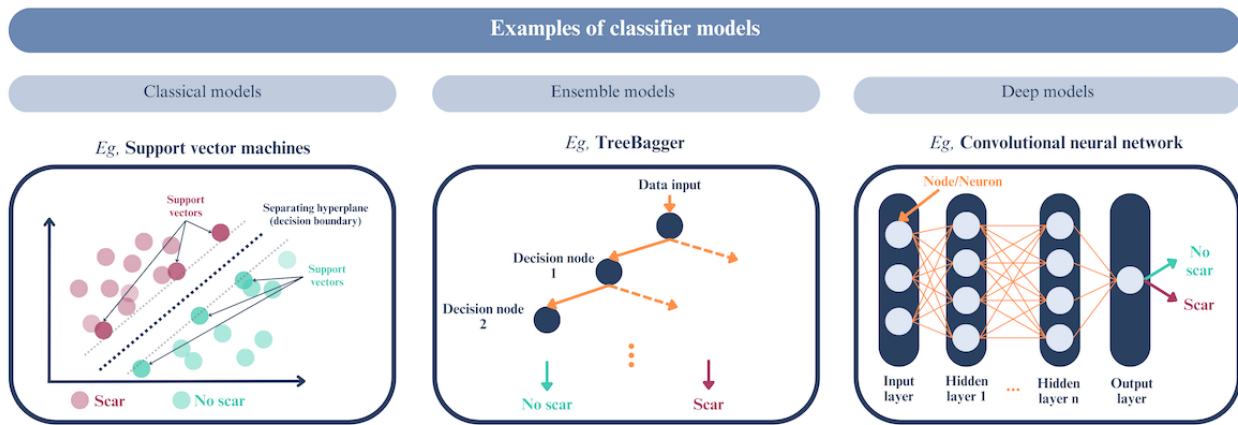 Examples of classifier models
Classical models
Ensemble models
Deep models
Eg, Support vector machines
Eg, TreeBagger
Eg, Convolutional neural network
Support
vectors
Separating hyperplane
(decision boundary)
Support
vectors
Scar
No scar
Data input
Decision node
1
Decision node
2
No scar
Scar
Node/Neuron
No
scar
Scar
Input
layer
Hidden
layer 1
...
Hidden
layer n
Output
layer